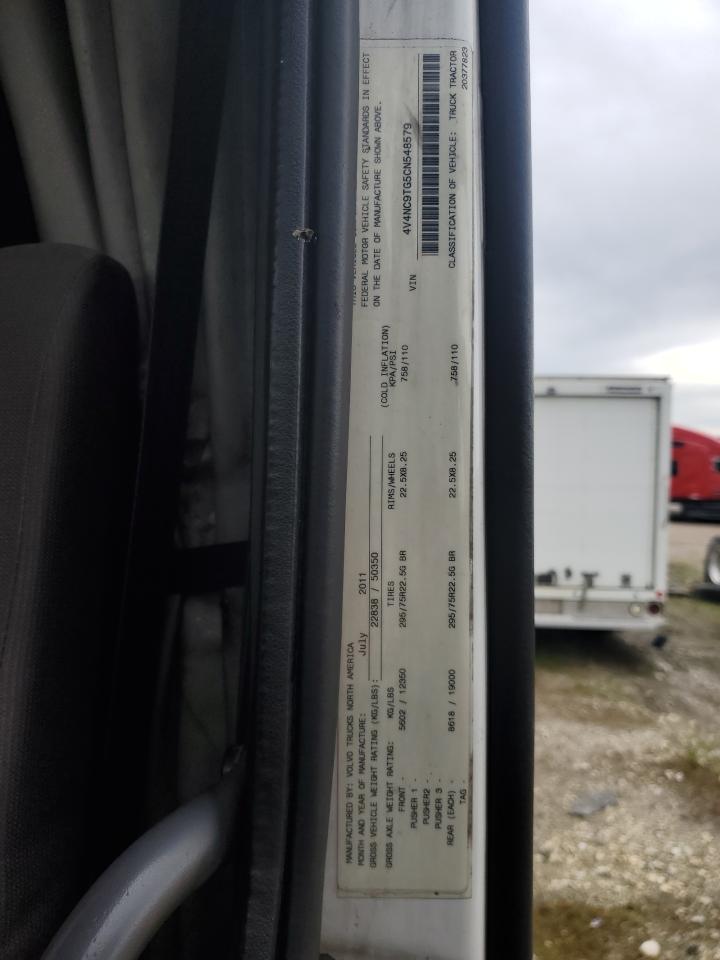 MANUFACTURED BY: VOLVO TRUCKS NORTH AMERICA
MONTH AND YEAR OF MANUFACTURE: July 2011
GROSS VEHICLE WEIGHT RATING (KG/LBS): 22838 / 50350
GROSS AXLE WEIGHT RATING: KG/LBS TIRES RIMS/WHEELS (COLD INFLATION) KPA/PSI
FRONT - 5602 / 12350 295/75R22.5G BR 22.5X8.25 758/110
PUSHER 1 -
PUSHER2 -
PUSHER 3 -
REAR (EACH) - 8618 / 19000 295/75R22.5G BR 22.5X8.25 758/110
TAG -
FEDERAL MOTOR VEHICLE SAFETY STANDARDS IN EFFECT
ON THE DATE OF MANUFACTURE SHOWN ABOVE.
4V4NC9TG5CN548579
VIN
CLASSIFICATION OF VEHICLE: TRUCK TRACTOR
20377823